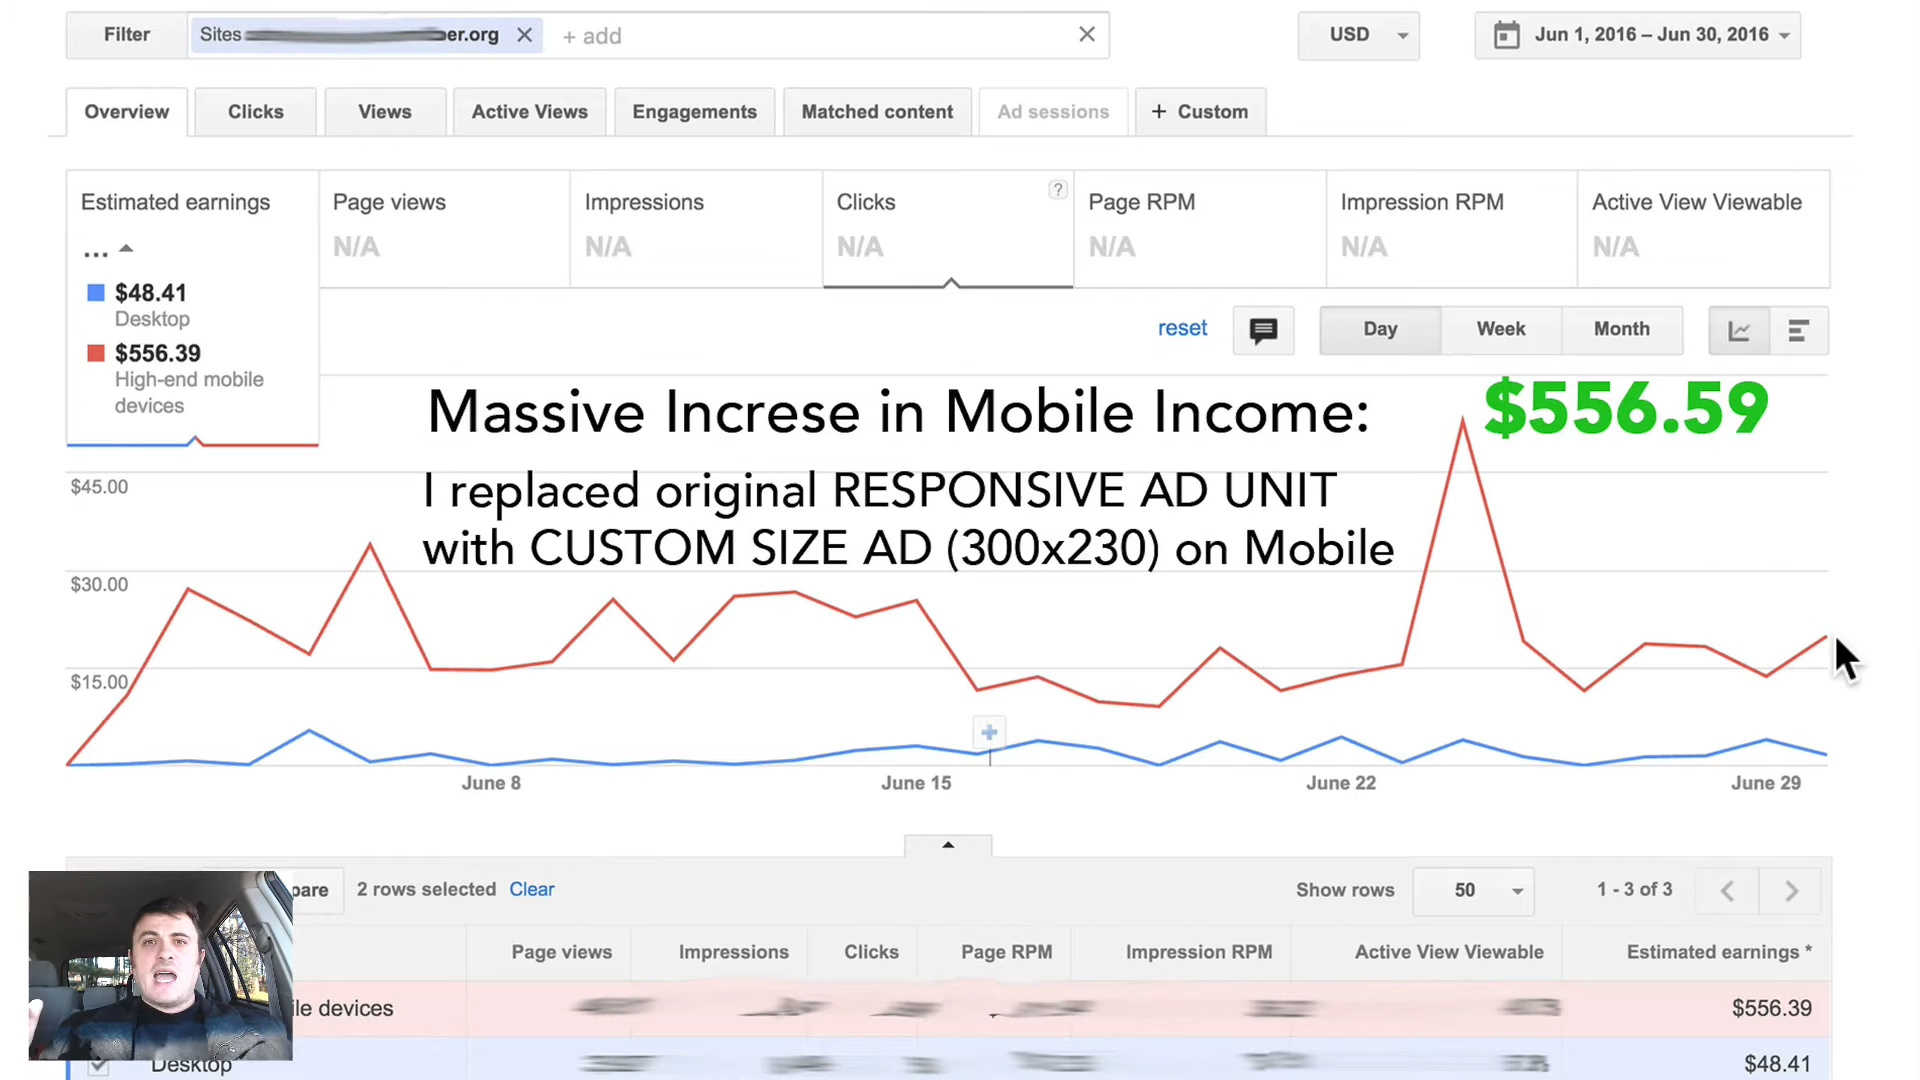 Filter
Sites er.org + add
USD
Jun 1, 2016 – Jun 30, 2016
Overview
Clicks
Views
Active Views
Engagements
Matched content
Ad sessions
+ Custom
Estimated earnings
...
$48.41
Desktop
$556.39
High-end mobile
devices
Page views
N/A
Impressions
N/A
Clicks
?
N/A
Page RPM
N/A
Impression RPM
N/A
Active View Viewable
N/A
reset
Day
Week
Month
Massive Increse in Mobile Income: $556.59
I replaced original RESPONSIVE AD UNIT
with CUSTOM SIZE AD (300x230) on Mobile
$45.00
$30.00
$15.00
June 8
June 15
June 22
June 29
pare
2 rows selected
Clear
Show rows
50
1 - 3 of 3
Page views
Impressions
Clicks
Page RPM
Impression RPM
Active View Viewable
Estimated earnings *
ile devices
$556.39
Desktop
$48.41